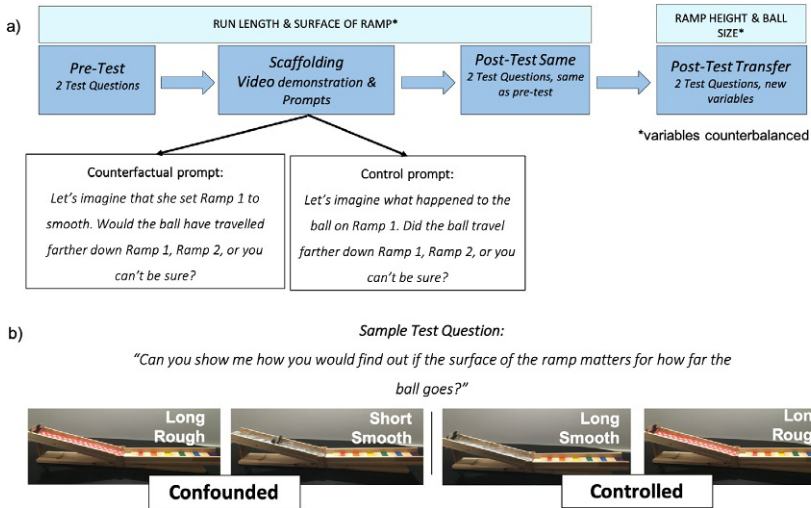 a)
RUN LENGTH & SURFACE OF RAMP*
RAMP HEIGHT & BALL
SIZE*
Pre-Test
2 Test Questions
Scaffolding
Video demonstration &
Prompts
Post-Test Same
2 Test Questions, same
as pre-test
Post-Test Transfer
2 Test Questions, new
variables
*variables counterbalanced
Counterfactual prompt:
Let's imagine that she set Ramp 1 to
smooth. Would the ball have travelled
farther down Ramp 1, Ramp 2, or you
can't be sure?
Control prompt:
Let's imagine what happened to the
ball on Ramp 1. Did the ball travel
farther down Ramp 1, Ramp 2, or you
can't be sure?
b)
Sample Test Question:
"Can you show me how you would find out if the surface of the ramp matters for how far the
ball goes?"
Long
Rough
Short
Smooth
Long
Smooth
Lon
Roug
Confounded
Controlled